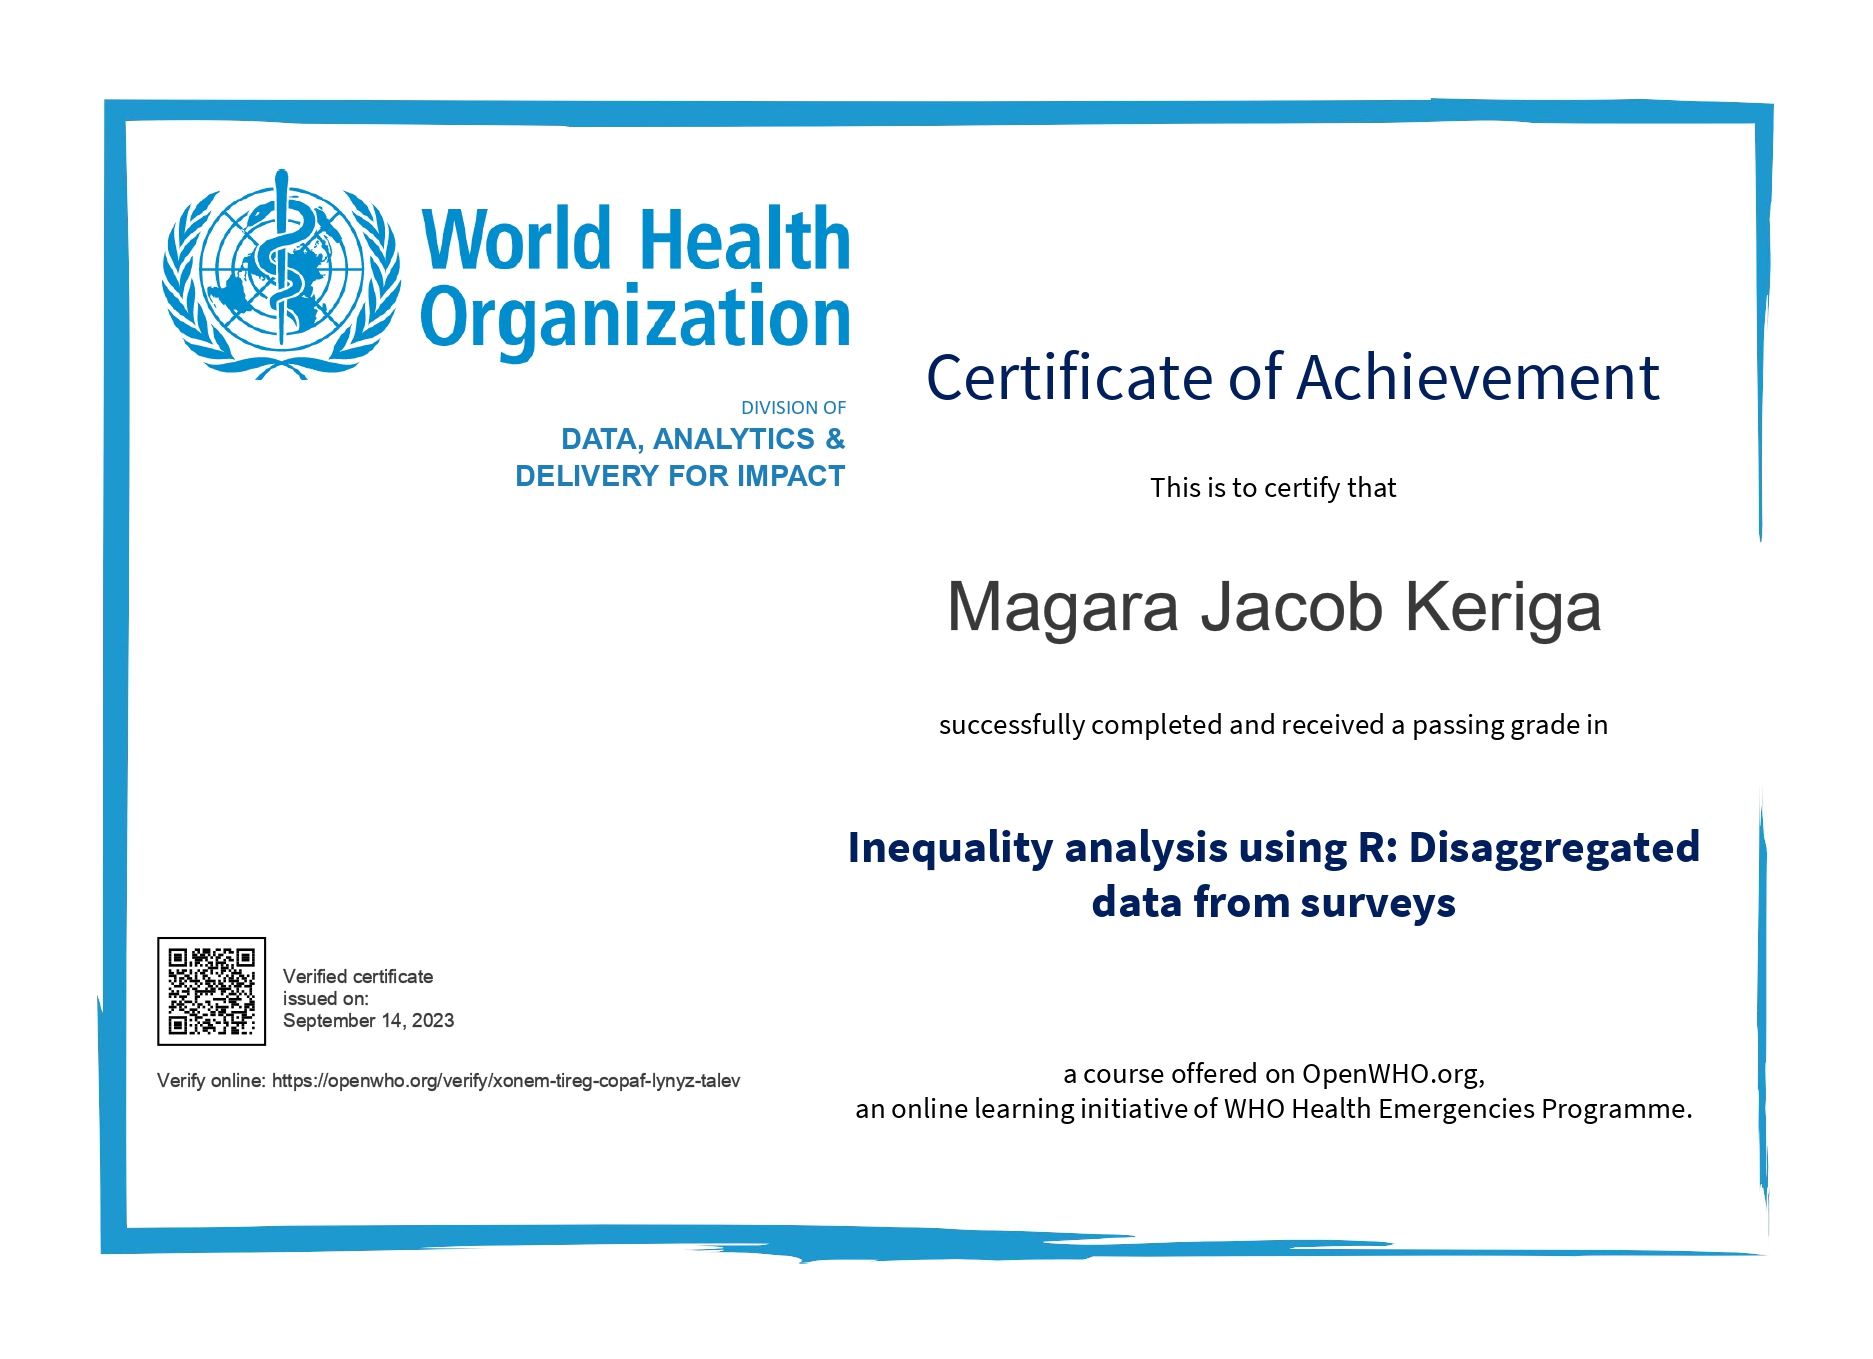 World Health
Organization
DIVISION OF
DATA, ANALYTICS &
DELIVERY FOR IMPACT
Certificate of Achievement
This is to certify that
Magara Jacob Keriga
successfully completed and received a passing grade in
Inequality analysis using R: Disaggregated
data from surveys
Verified certificate
issued on:
September 14, 2023
Verify online: https://openwho.org/verify/xonem-tireg-copaf-lynyz-talev
a course offered on OpenWHO.org,
an online learning initiative of WHO Health Emergencies Programme.